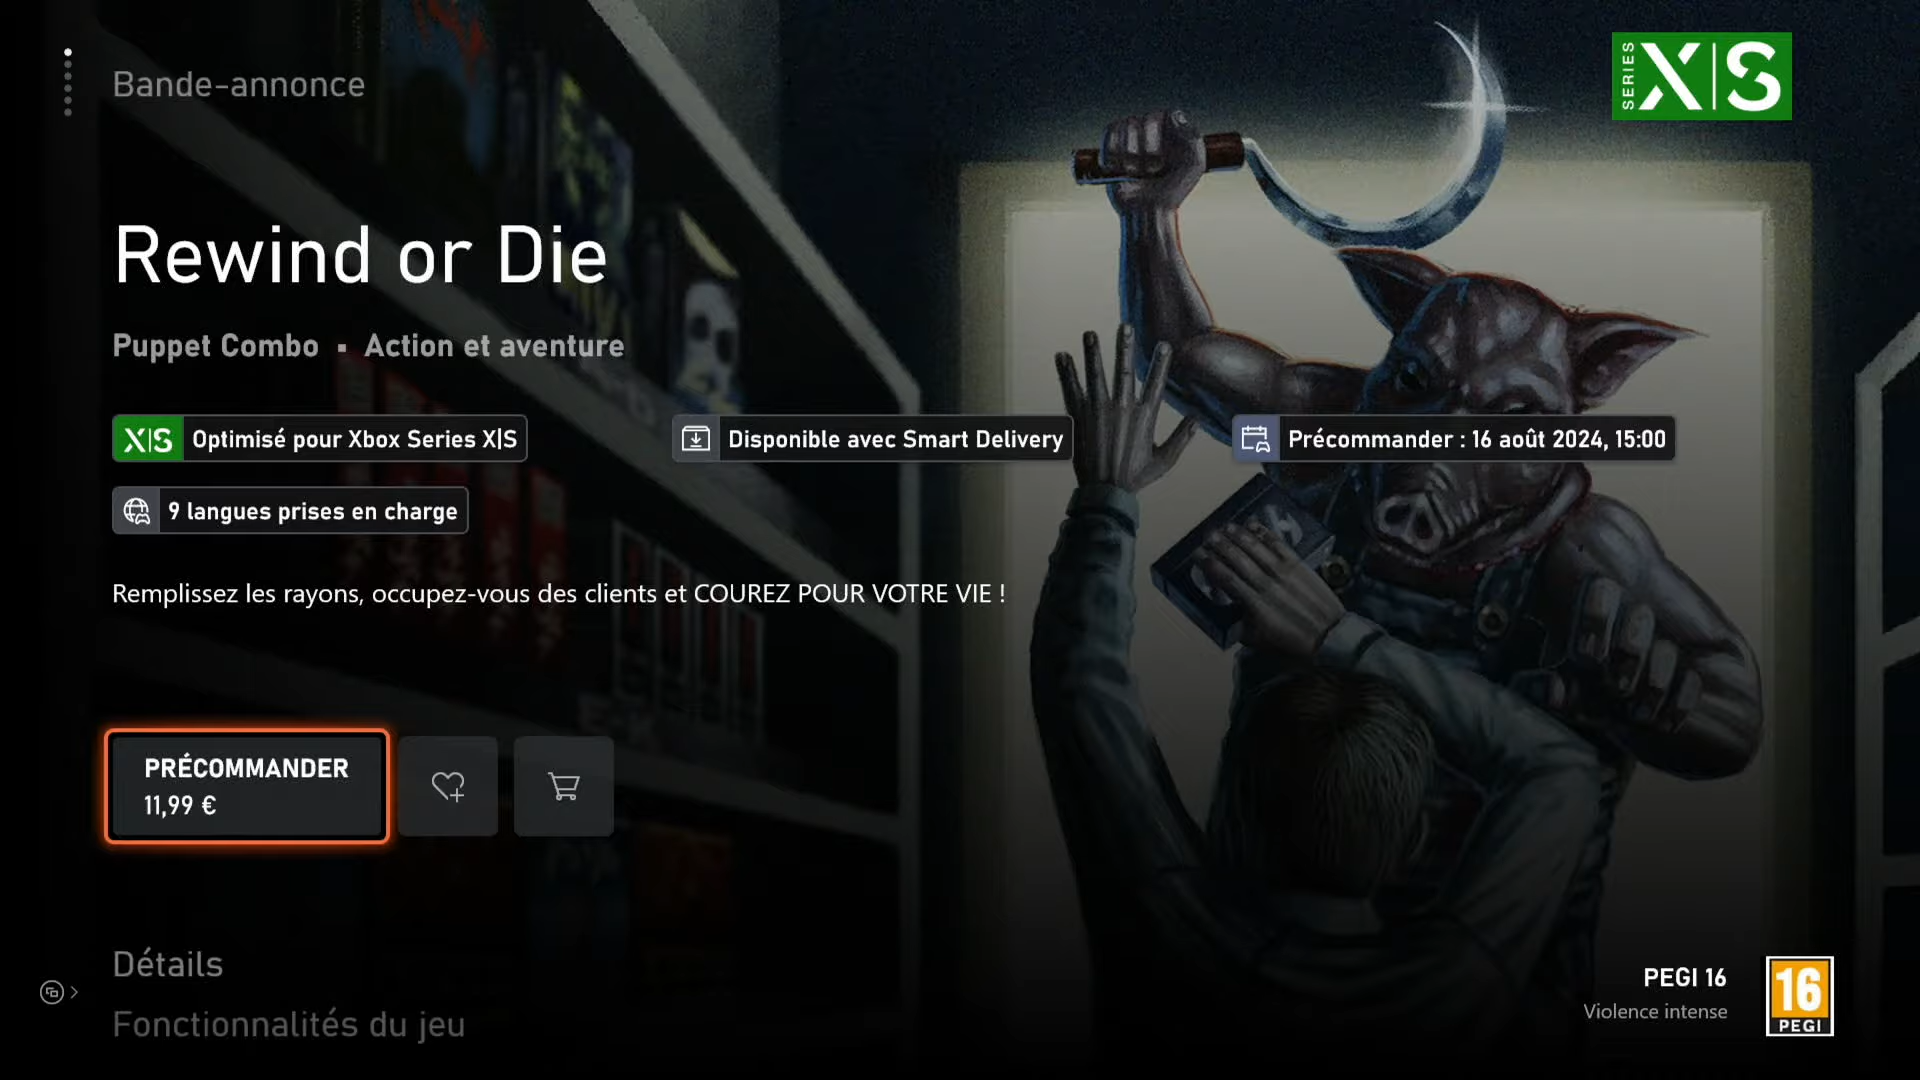 Bande-annonce
SERIES X|S
Rewind or Die
Puppet Combo ▪ Action et aventure
X|S Optimisé pour Xbox Series X|S
Disponible avec Smart Delivery
Précommander : 16 août 2024, 15:00
9 langues prises en charge
Remplissez les rayons, occupez-vous des clients et COUREZ POUR VOTRE VIE !
PRÉCOMMANDER
11,99 €
Détails
Fonctionnalités du jeu
PEGI 16
Violence intense
16
PEGI